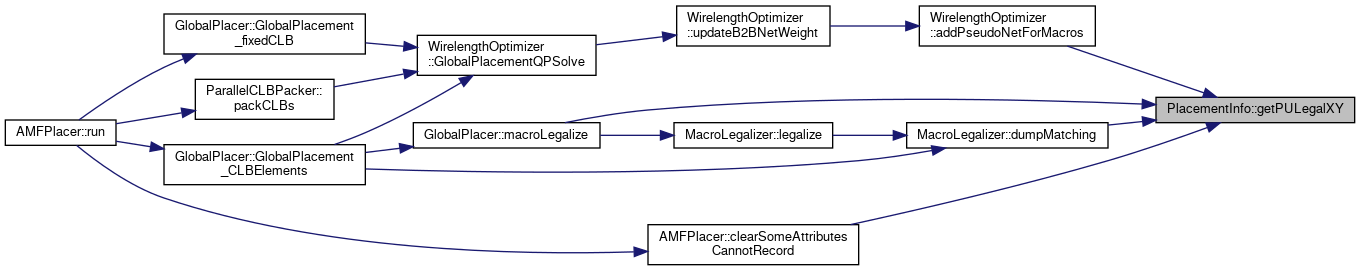 GlobalPlacer::GlobalPlacement
_fixedCLB
WirelengthOptimizer
::GlobalPlacementQPSolve
WirelengthOptimizer
::updateB2BNetWeight
WirelengthOptimizer
::addPseudoNetForMacros
ParallelCLBPacker::
packCLBs
PlacementInfo::getPULegalXY
AMFPlacer::run
GlobalPlacer::macroLegalize
MacroLegalizer::legalize
MacroLegalizer::dumpMatching
GlobalPlacer::GlobalPlacement
_CLBElements
AMFPlacer::clearSomeAttributes
CannotRecord